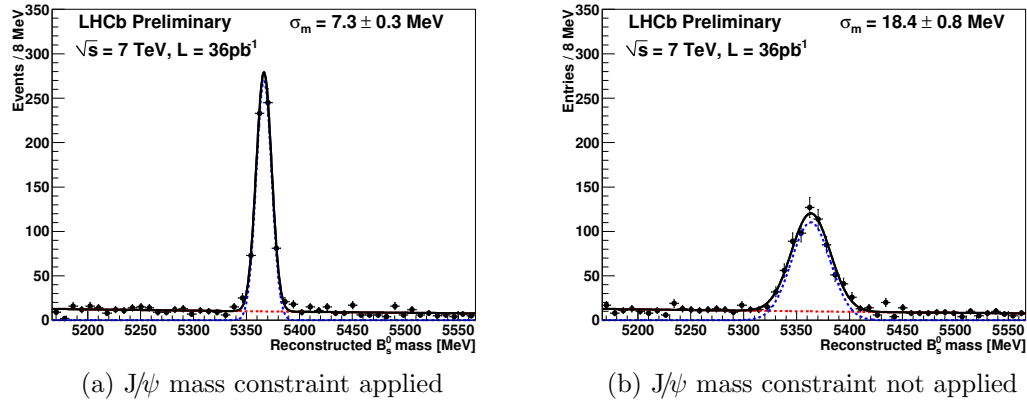 Events / 8 MeV
350
300
250
200
150
100
50
0
LHCb Preliminary
σm = 7.3 ± 0.3 MeV
√s = 7 TeV, L = 36pb-1
5200 5250 5300 5350 5400 5450 5500 5550
Reconstructed B0s mass [MeV]
(a) J/ψ mass constraint applied
Entries / 8 MeV
350
300
250
200
150
100
50
0
LHCb Preliminary
σm = 18.4 ± 0.8 MeV
√s = 7 TeV, L = 36pb-1
5200 5250 5300 5350 5400 5450 5500 5550
Reconstructed B0s mass [MeV]
(b) J/ψ mass constraint not applied